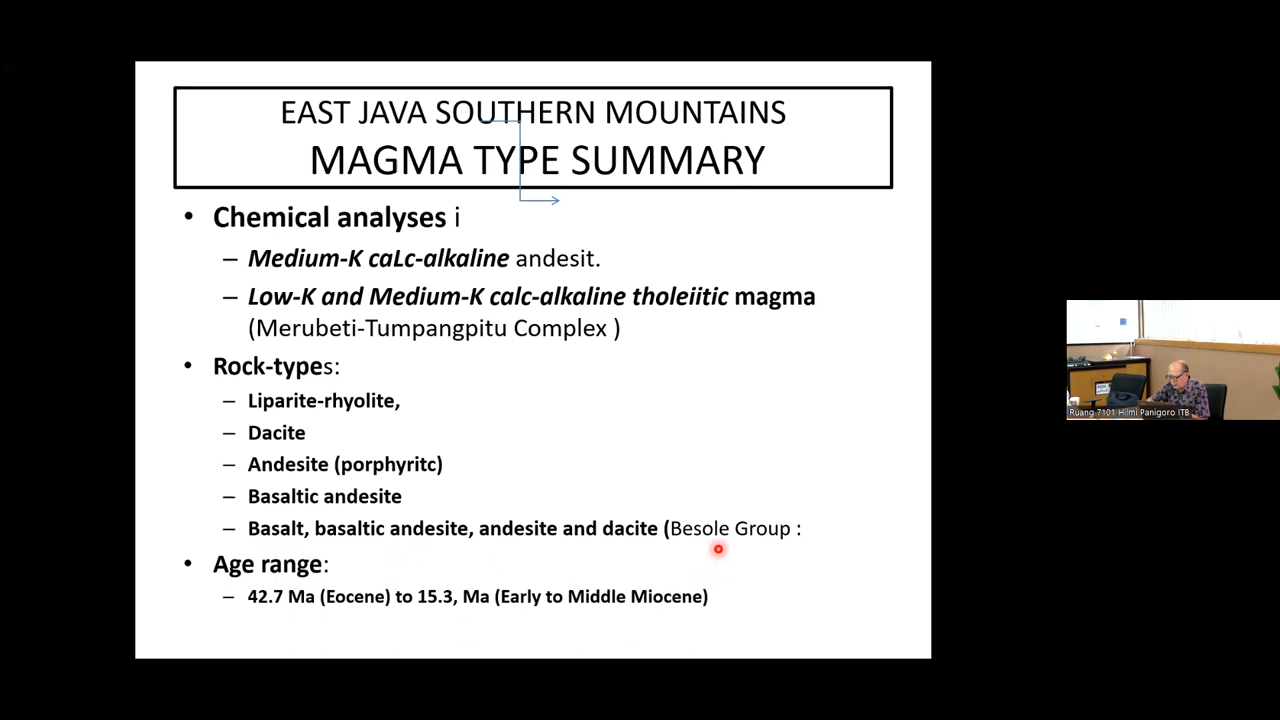 EAST JAVA SOUTHERN MOUNTAINS
MAGMA TYPE SUMMARY
• Chemical analyses i
– Medium-K caLc-alkaline andesit.
– Low-K and Medium-K calc-alkaline tholeiitic magma
(Merubeti-Tumpangpitu Complex )
• Rock-types:
– Liparite-rhyolite,
– Dacite
– Andesite (porphyritc)
– Basaltic andesite
– Basalt, basaltic andesite, andesite and dacite (Besole Group :
• Age range:
– 42.7 Ma (Eocene) to 15.3, Ma (Early to Middle Miocene)
Ruang 7101 Hilmi Panigoro ITB